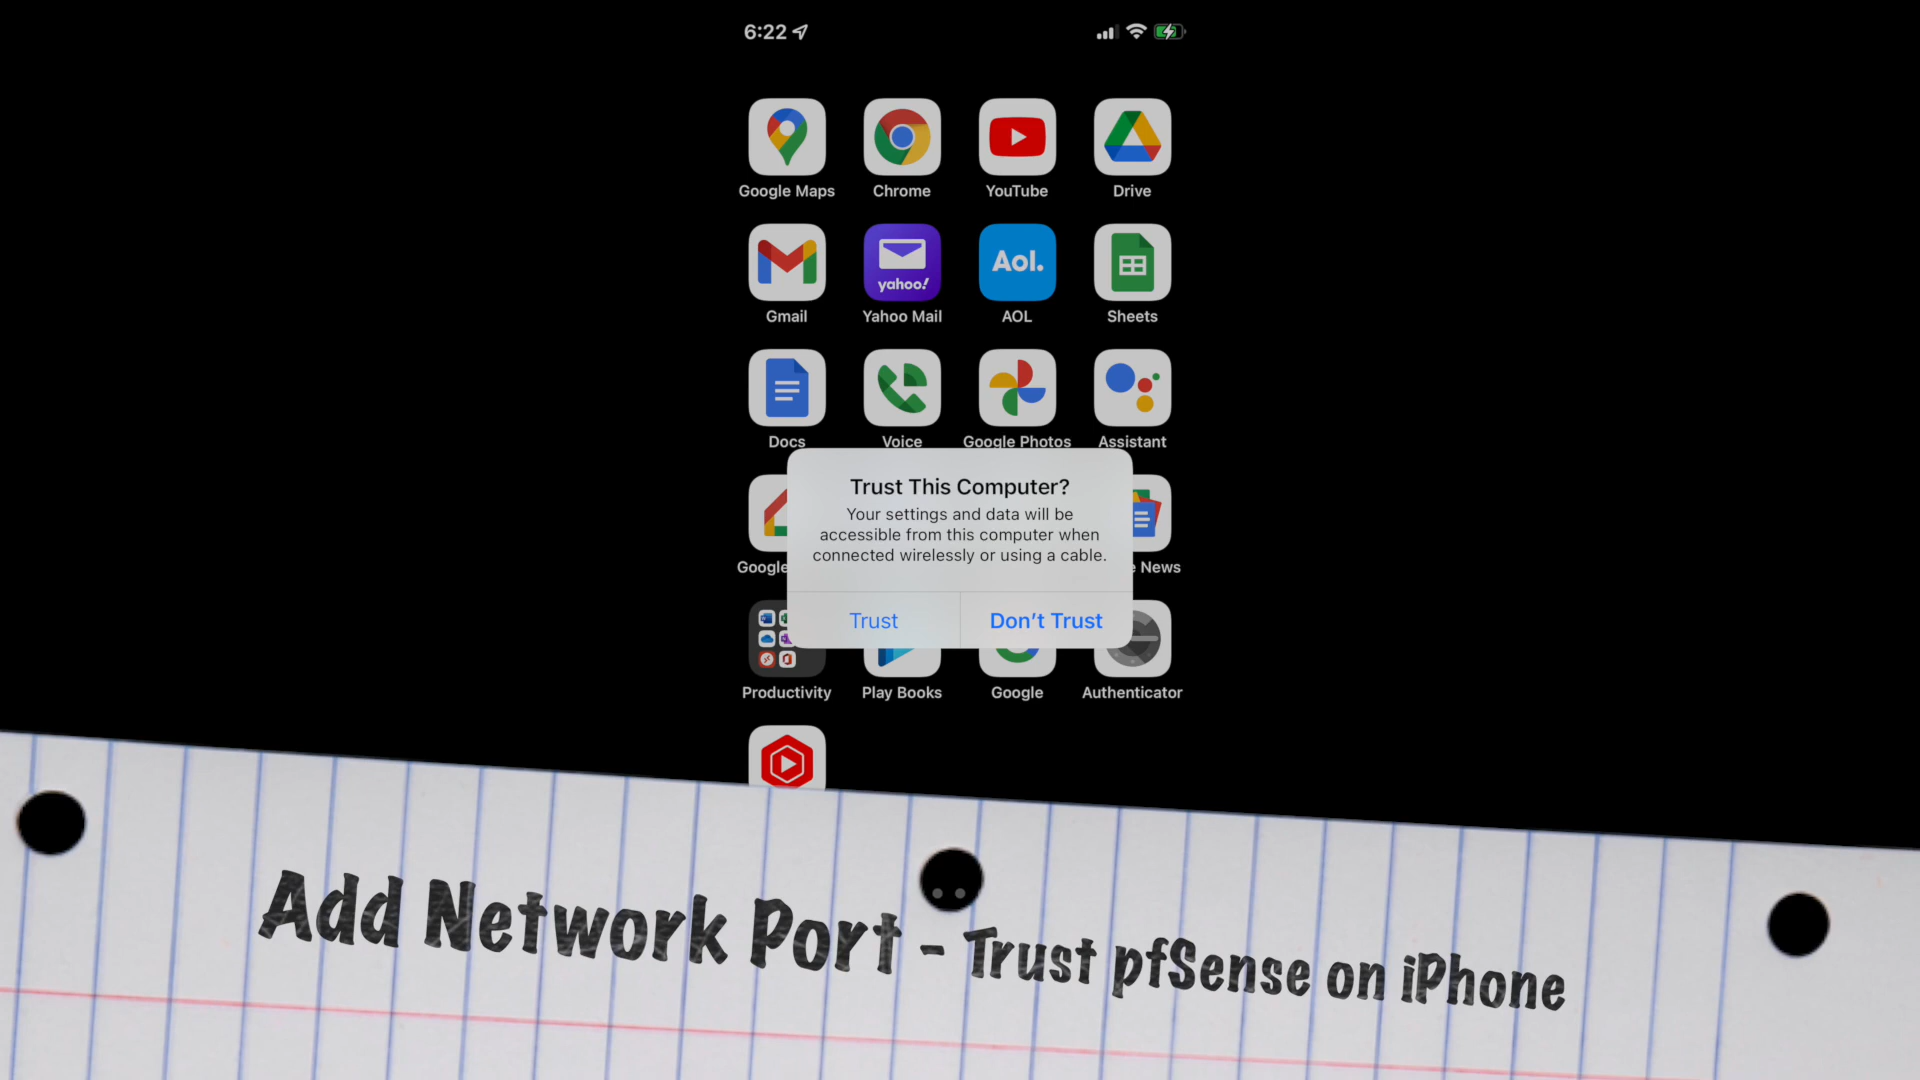 6:22
Google Maps
Chrome
YouTube
Drive
yahoo!
Aol.
Gmail
Yahoo Mail
AOL
Sheets
Docs
Voice
Google Photos
Assistant
Trust This Computer?
Your settings and data will be
accessible from this computer when
connected wirelessly or using a cable.
Google
News
Trust
Don’t Trust
Productivity
Play Books
Google
Authenticator
Add Network Port - Trust pfSense on iPhone